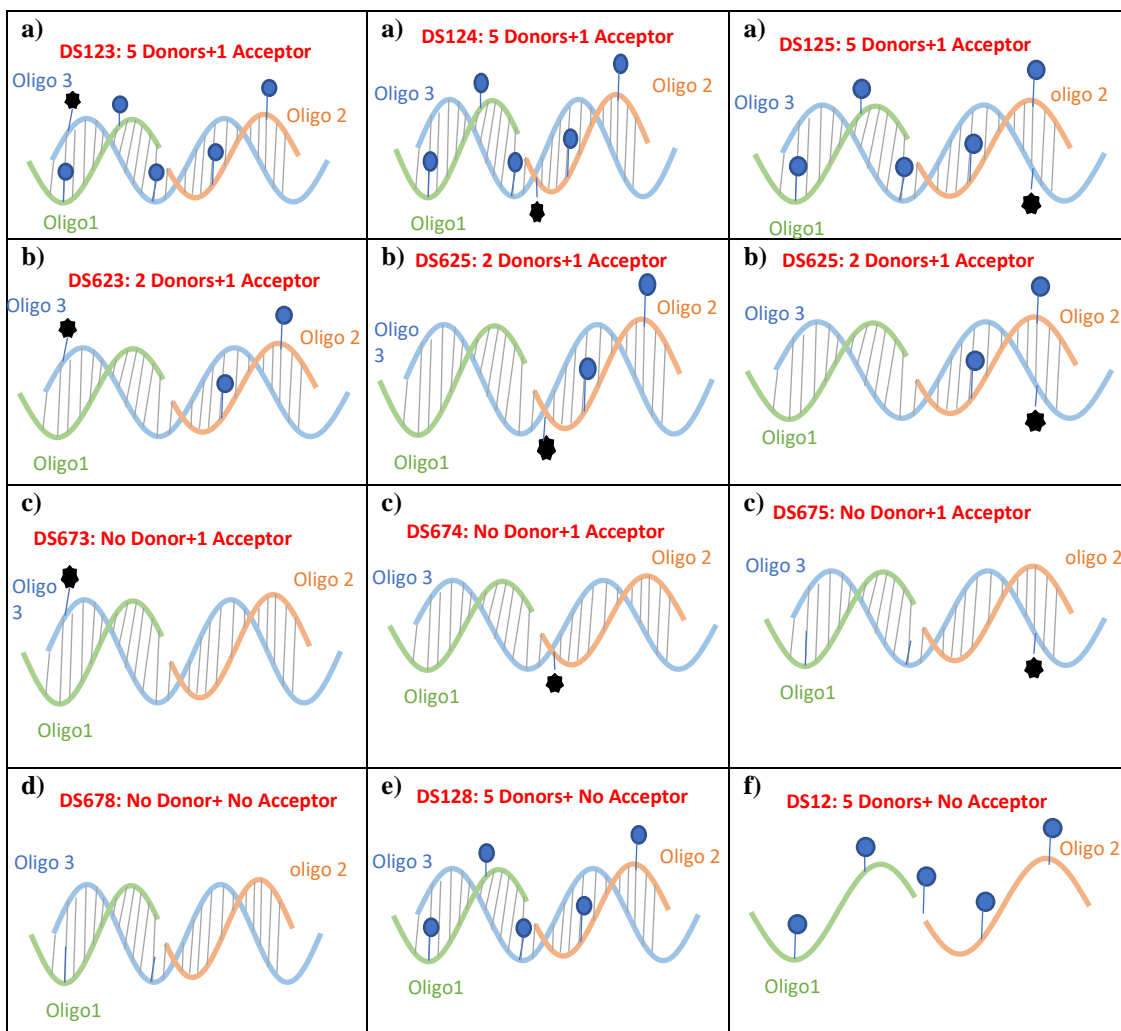 a)
DS123: 5 Donors+1 Acceptor
Oligo 3
Oligo 2
Oligo1
a)
DS124: 5 Donors+1 Acceptor
Oligo 3
Oligo 2
Oligo1
a)
DS125: 5 Donors+1 Acceptor
Oligo 3
oligo 2
Oligo1
b)
DS623: 2 Donors+1 Acceptor
Oligo 3
Oligo 2
Oligo1
b)
DS625: 2 Donors+1 Acceptor
Oligo
3
Oligo 2
Oligo1
b)
DS625: 2 Donors+1 Acceptor
Oligo 3
Oligo 2
Oligo1
c)
DS673: No Donor+1 Acceptor
Oligo
3
Oligo 2
Oligo1
c)
DS674: No Donor+1 Acceptor
Oligo 3
Oligo 2
Oligo1
c)
DS675: No Donor+1 Acceptor
Oligo 3
oligo 2
Oligo1
d)
DS678: No Donor+ No Acceptor
Oligo 3
oligo 2
Oligo1
e)
DS128: 5 Donors+ No Acceptor
Oligo 3
Oligo 2
Oligo1
f)
DS12: 5 Donors+ No Acceptor
Oligo 2
Oligo1